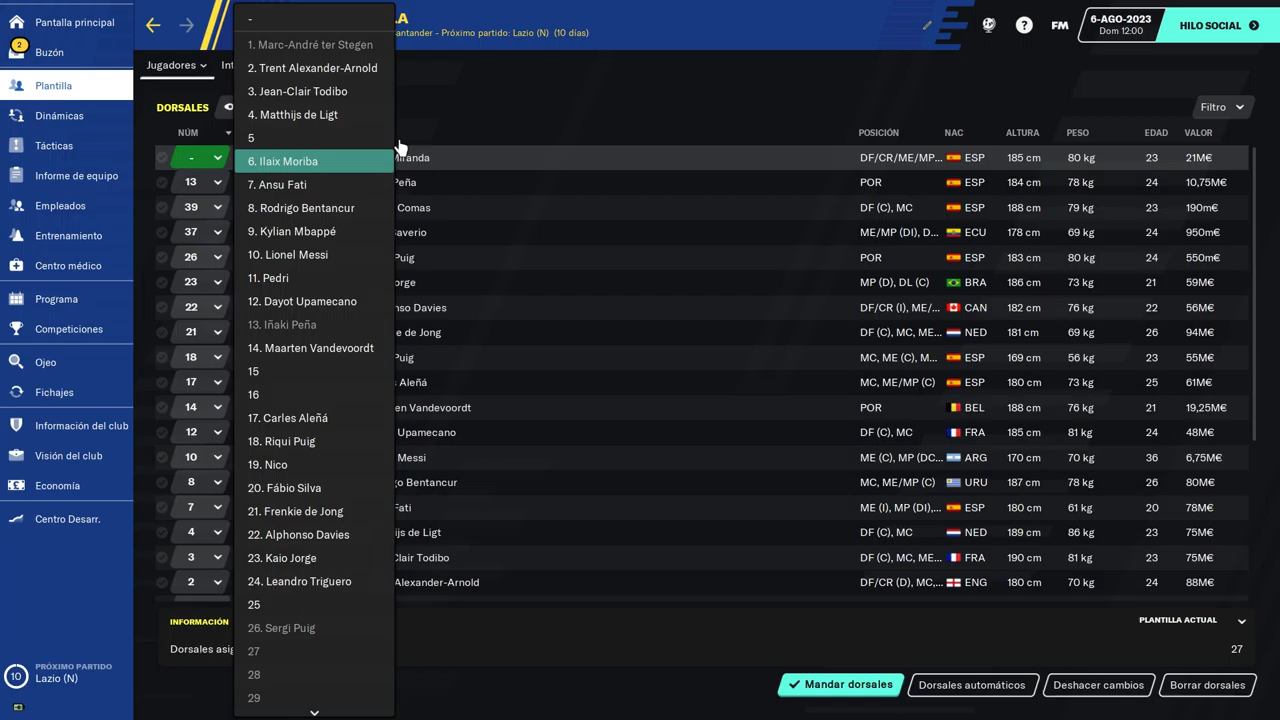 Pantalla principal
2
Buzón
Plantilla
Dinámicas
Tácticas
Informe de equipo
Empleados
Entrenamiento
Centro médico
Programa
Competiciones
Ojeo
Fichajes
Información del club
Visión del club
Economía
Centro Desarr.
10
PRÓXIMO PARTIDO
Lazio (N)
LA
antander - Próximo partido: Lazio (N) (10 días)
FM
6-AGO-2023
Dom 12:00
HILO SOCIAL
Jugadores
Int
DORSALES
Filtro
NÚM
POSICIÓN NAC ALTURA PESO EDAD VALOR
-
1. Marc-André ter Stegen
2. Trent Alexander-Arnold
3. Jean-Clair Todibo
4. Matthijs de Ligt
5
6. Ilaix Moriba
7. Ansu Fati
8. Rodrigo Bentancur
9. Kylian Mbappé
10. Lionel Messi
11. Pedri
12. Dayot Upamecano
13. Iñaki Peña
14. Maarten Vandevoordt
15
16
17. Carles Aleñá
18. Riqui Puig
19. Nico
20. Fábio Silva
21. Frenkie de Jong
22. Alphonso Davies
23. Kaio Jorge
24. Leandro Triguero
25
26. Sergi Puig
27
28
29
- Miranda DF/CR/ME/MP... ESP 185 cm 80 kg 23 21M€
13 Peña POR ESP 184 cm 78 kg 24 10,75M€
39 Comas DF (C), MC ESP 188 cm 79 kg 23 190m€
37 Saverio ME/MP (DI), D... ECU 178 cm 69 kg 24 950m€
26 Puig POR ESP 183 cm 80 kg 24 550m€
23 orge MP (D), DL (C) BRA 186 cm 76 kg 21 59M€
22 nso Davies DF/CR (I), ME/... CAN 182 cm 73 kg 22 56M€
21 e de Jong DF (C), MC, ME... NED 181 cm 69 kg 26 94M€
18 Puig MC, ME (C), M... ESP 169 cm 56 kg 23 55M€
17 s Aleñá MC, ME/MP (C) ESP 180 cm 73 kg 25 61M€
14 en Vandevoordt POR BEL 188 cm 76 kg 21 19,25M€
12 Upamecano DF (C), MC FRA 185 cm 81 kg 24 48M€
10 Messi ME (C), MP (DC... ARG 170 cm 72 kg 36 6,75M€
8 go Bentancur MC, ME/MP (C) URU 187 cm 78 kg 26 80M€
7 Fati ME (I), MP (DI),... ESP 180 cm 61 kg 20 78M€
4 ijs de Ligt DF (C), MC NED 189 cm 86 kg 23 75M€
3 Clair Todibo DF (C), MC, ME... FRA 190 cm 81 kg 23 75M€
2 Alexander-Arnold DF/CR (D), MC,... ENG 180 cm 70 kg 24 88M€
INFORMACIÓN
PLANTILLA ACTUAL
Dorsales asig
27
Mandar dorsales
Dorsales automáticos
Deshacer cambios
Borrar dorsales